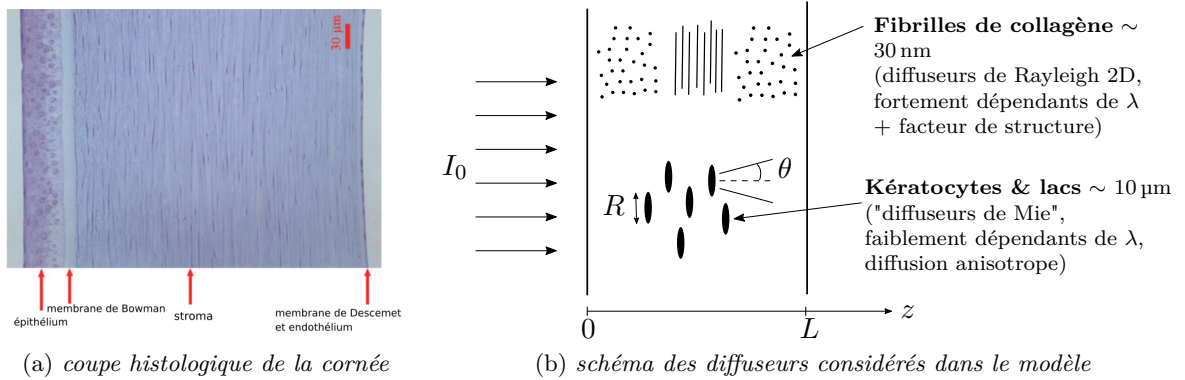 30 µm
épithélium
membrane de Bowman
stroma
membrane de Descemet
et endothélium
(a) coupe histologique de la cornée
I₀
R
θ
0
L
z
Fibrilles de collagène ∼
30 nm
(diffuseurs de Rayleigh 2D,
fortement dépendants de λ
+ facteur de structure)
Kératocytes & lacs ∼ 10 µm
("diffuseurs de Mie",
faiblement dépendants de λ,
diffusion anisotrope)
(b) schéma des diffuseurs considérés dans le modèle